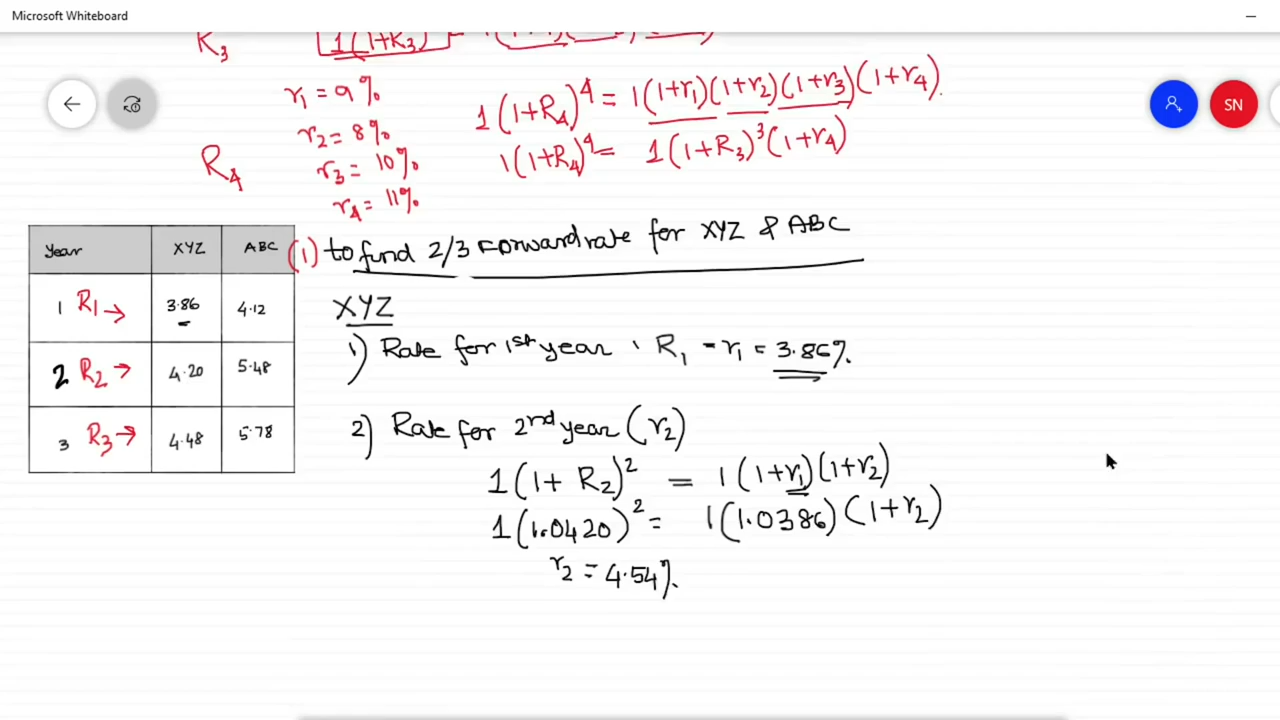 Microsoft Whiteboard
R3 1(1+R3)
r1 = 9%
r2 = 8%
r3 = 10%
r4 = 11%
R4
1(1+R4)^4 = 1(1+r1)(1+r2)(1+r3)(1+r4)
1(1+R4)^4 = 1(1+R3)^3(1+r4)
SN
Year XYZ ABC
1 R1 → 3.86 4.12
2 R2 → 4.20 5.48
3 R3 → 4.48 5.78
(1) to find 2/3 Forward rate for XYZ & ABC
XYZ
1) Rate for 1st year , R1 = r1 = 3.86%.
2) Rate for 2nd year (r2)
1(1+ R2)^2 = 1(1+r1)(1+r2)
1(1.0420)^2 = 1(1.0386)(1+r2)
r2 = 4.54%.